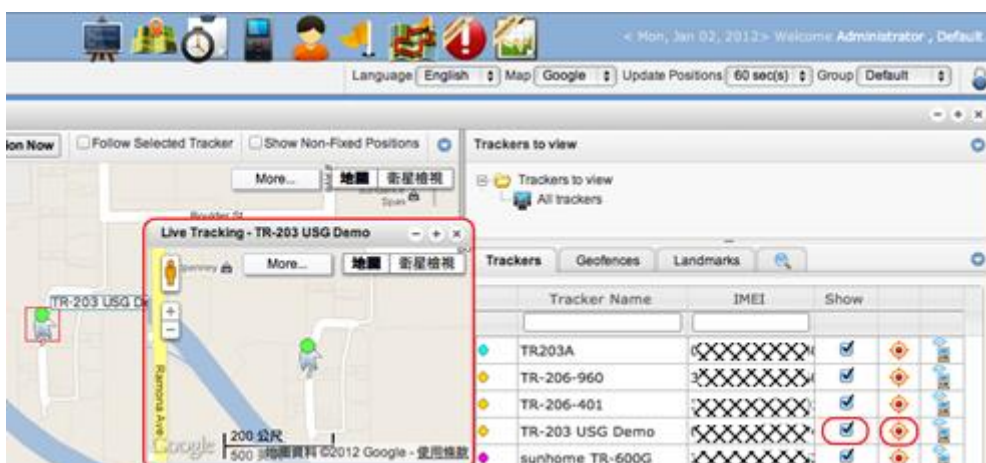 < Mon, Jan 02, 2012> Welcome Administrator , Default
Language English Map Google Update Positions 60 sec(s) Group Default
ion Now Follow Selected Tracker Show Non-Fixed Positions
Trackers to view
Trackers to view
All trackers
More... 地圖 衛星檢視
Boulder St
Live Tracking - TR-203 USG Demo
More... 地圖 衛星檢視
TR-203 USG De
Ramona Ave
Google
200 公尺
500
地圖資料 ©2012 Google - 使用條款
Trackers Geofences Landmarks
Tracker Name IMEI Show
TR203A
TR-206-960
TR-206-401
TR-203 USG Demo
sunhome TR-600G